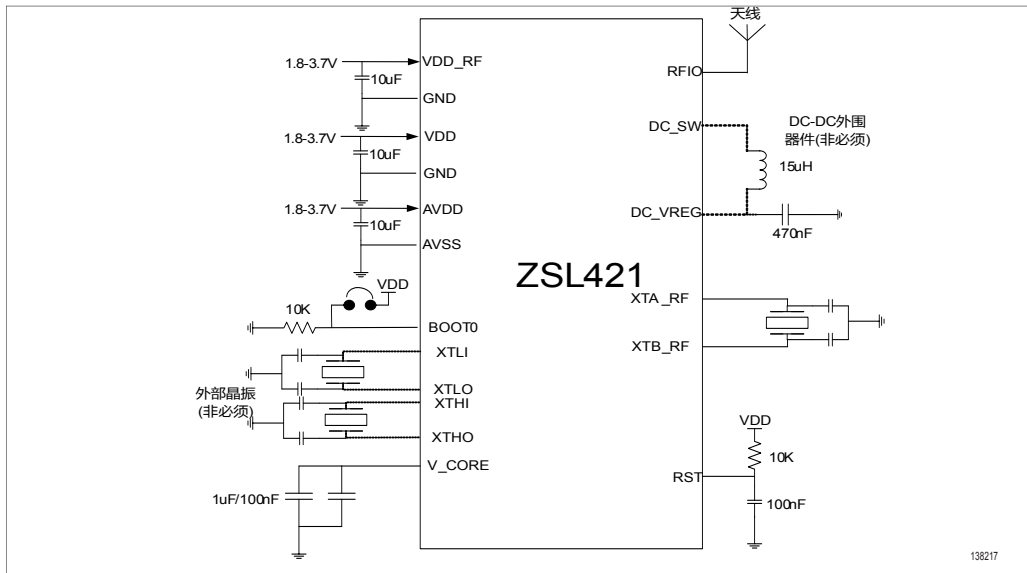 1.8-3.7V
VDD_RF
10uF
GND
1.8-3.7V
VDD
10uF
GND
1.8-3.7V
AVDD
10uF
AVSS
VDD
10K
BOOT0
XTLI
XTLO
外部晶振
(非必须)
XTHI
XTHO
V_CORE
1uF/100nF
ZSL421
天线
RFIO
DC_SW
DC-DC外围
器件(非必须)
15uH
DC_VREG
470nF
XTA_RF
XTB_RF
VDD
10K
RST
100nF
138217